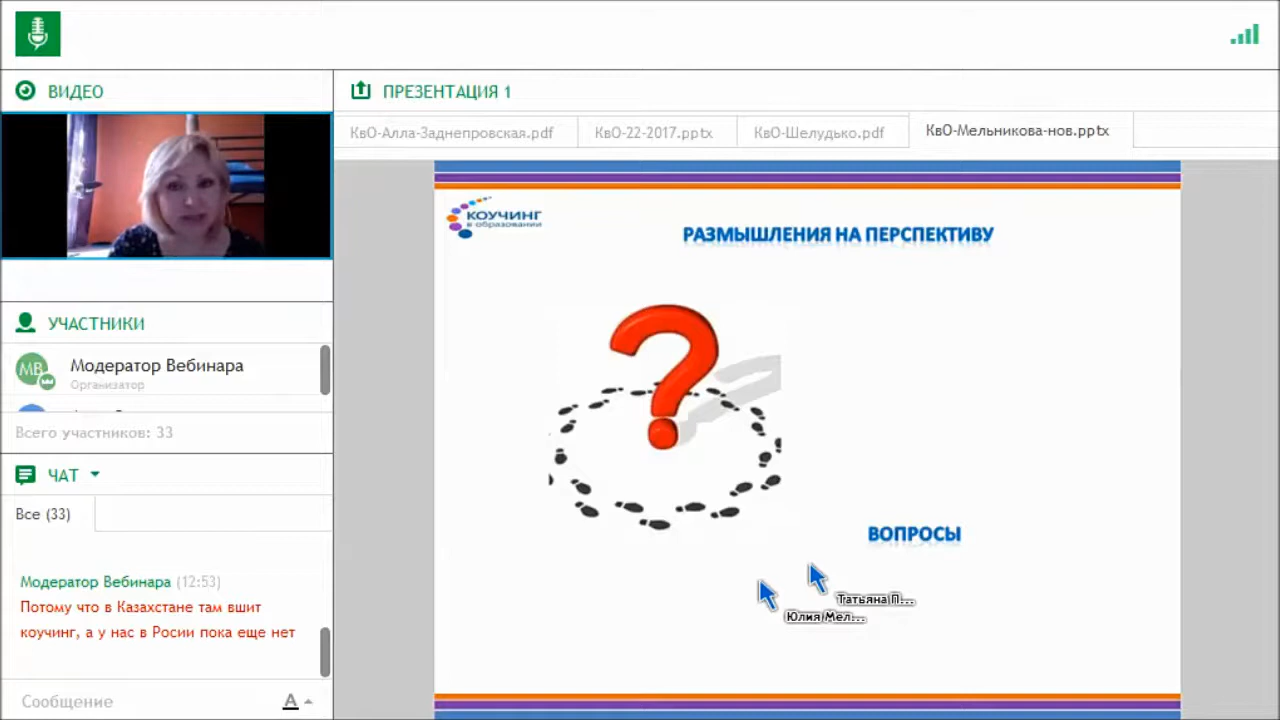 ВИДЕО
ПРЕЗЕНТАЦИЯ 1
КвО-Алла-Заднепровская.pdf
КвО-22-2017.pptx
КвО-Шелудько.pdf
КвО-Мельникова-нов.pptx
КОУЧИНГ
в образовании
РАЗМЫШЛЕНИЯ НА ПЕРСПЕКТИВУ
УЧАСТНИКИ
МВ
Модератор Вебинара
Организатор
Всего участников: 33
ЧАТ
Все (33)
ВОПРОСЫ
Татьяна П...
Юлия Мел...
Модератор Вебинара (12:53)
Потому что в Казахстане там вшит
коучинг, а у нас в Росии пока еще нет
Сообщение
А